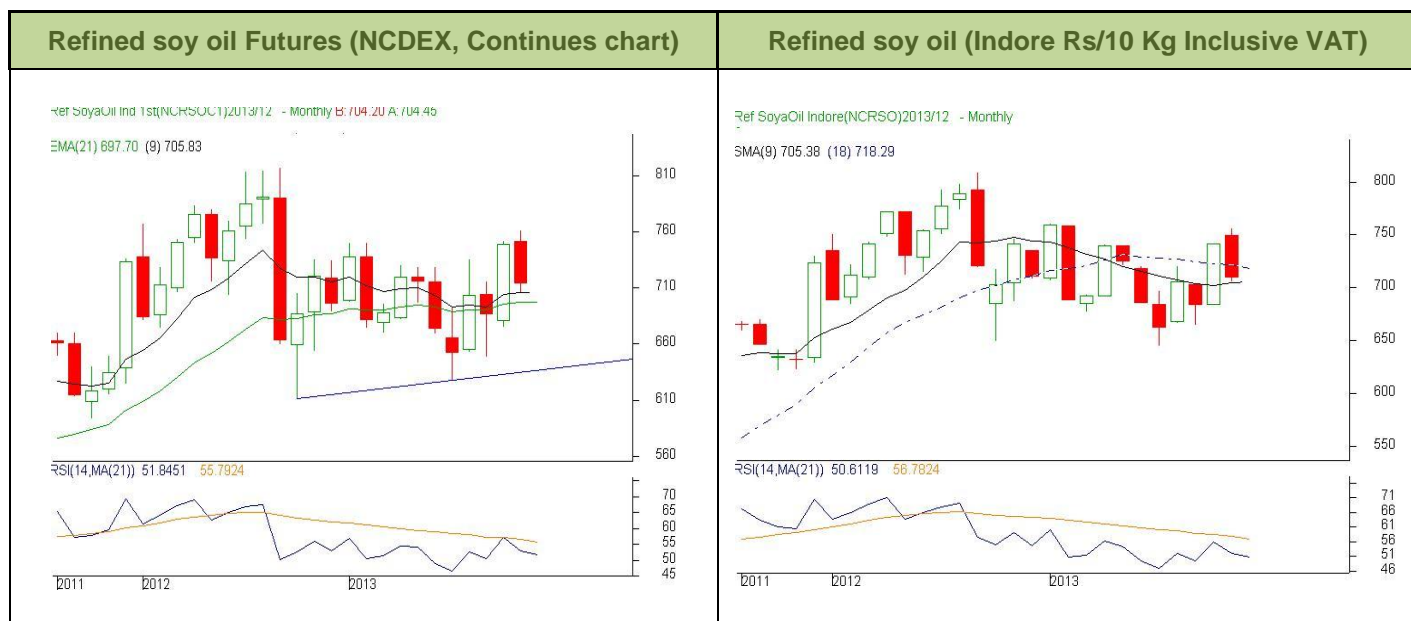 Refined soy oil Futures (NCDEX, Continues chart)
Ref SoyaOil Ind 1st(NCRSOC1)2013/12 - Monthly B:704.20 A:704.45
EMA(21) 697.70 (9) 705.83
810
760
710
660
610
560
RSI(14,MA(21)) 51.8451 55.7924
70
65
60
55
50
45
2011 2012 2013
Refined soy oil (Indore Rs/10 Kg Inclusive VAT)
Ref SoyaOil Indore(NCRSO)2013/12 - Monthly
SMA(9) 705.38 (18) 718.29
800
750
700
650
600
550
RSI(14,MA(21)) 50.6119 56.7824
71
66
61
56
51
46
2011 2012 2013